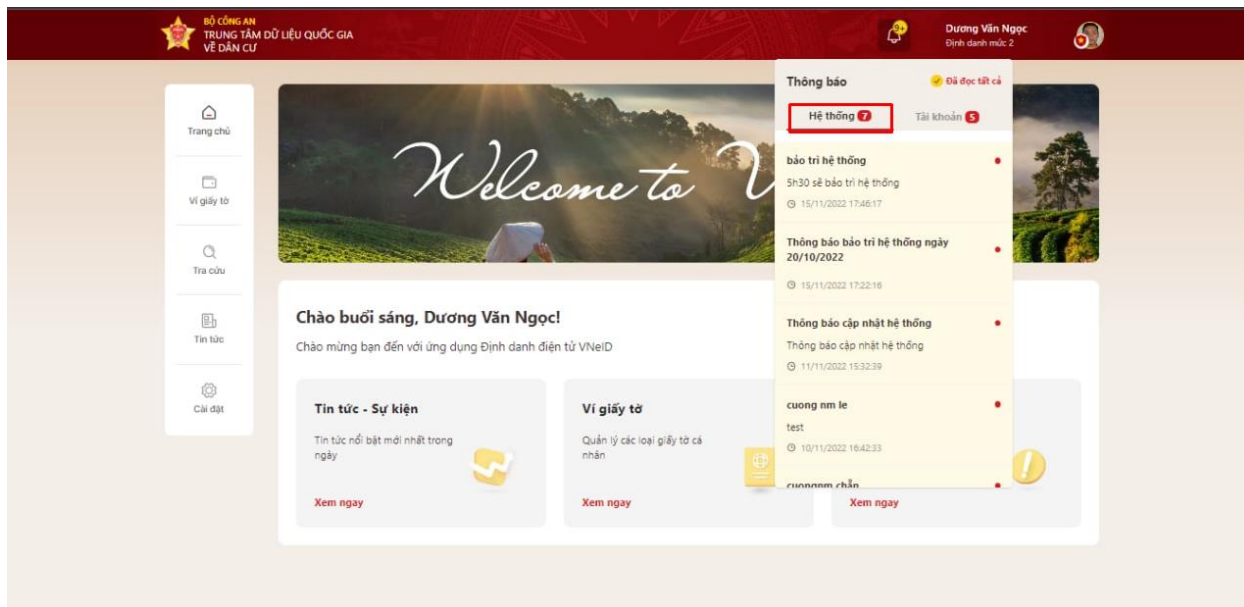 BỘ CÔNG AN
TRUNG TÂM DỮ LIỆU QUỐC GIA
VỀ DÂN CƯ
9+
Dương Văn Ngọc
Định danh mức 2
Trang chủ
Ví giấy tờ
Tra cứu
Tin tức
Cài đặt
Welcome to V
Thông báo
Đã đọc tất cả
Hệ thống 7
Tài khoản 5
bảo trì hệ thống
5h30 sẽ bảo trì hệ thống
15/11/2022 17:46:17
Thông báo bảo trì hệ thống ngày
20/10/2022
15/11/2022 17:22:16
Thông báo cập nhật hệ thống
Thông báo cập nhật hệ thống
11/11/2022 15:32:39
cuong nm le
test
10/11/2022 16:42:33
cuongnm chẵn
Chào buổi sáng, Dương Văn Ngọc!
Chào mừng bạn đến với ứng dụng Định danh điện tử VNeID
Tin tức - Sự kiện
Tin tức nổi bật mới nhất trong
ngày
Xem ngay
Ví giấy tờ
Quản lý các loại giấy tờ cá
nhân
Xem ngay
Xem ngay